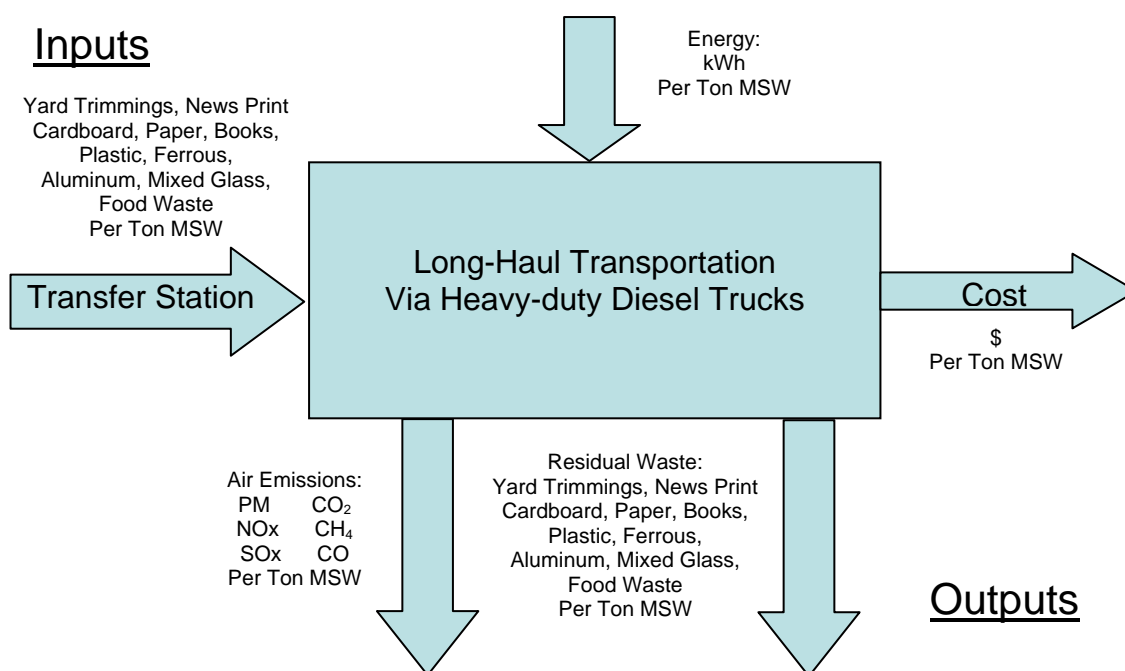 Inputs
Energy:
kWh
Per Ton MSW
Yard Trimmings, News Print
Cardboard, Paper, Books,
Plastic, Ferrous,
Aluminum, Mixed Glass,
Food Waste
Per Ton MSW
Transfer Station
Long-Haul Transportation
Via Heavy-duty Diesel Trucks
Cost
$
Per Ton MSW
Air Emissions:
PM CO₂
NOx CH₄
SOx CO
Per Ton MSW
Residual Waste:
Yard Trimmings, News Print
Cardboard, Paper, Books,
Plastic, Ferrous,
Aluminum, Mixed Glass,
Food Waste
Per Ton MSW
Outputs